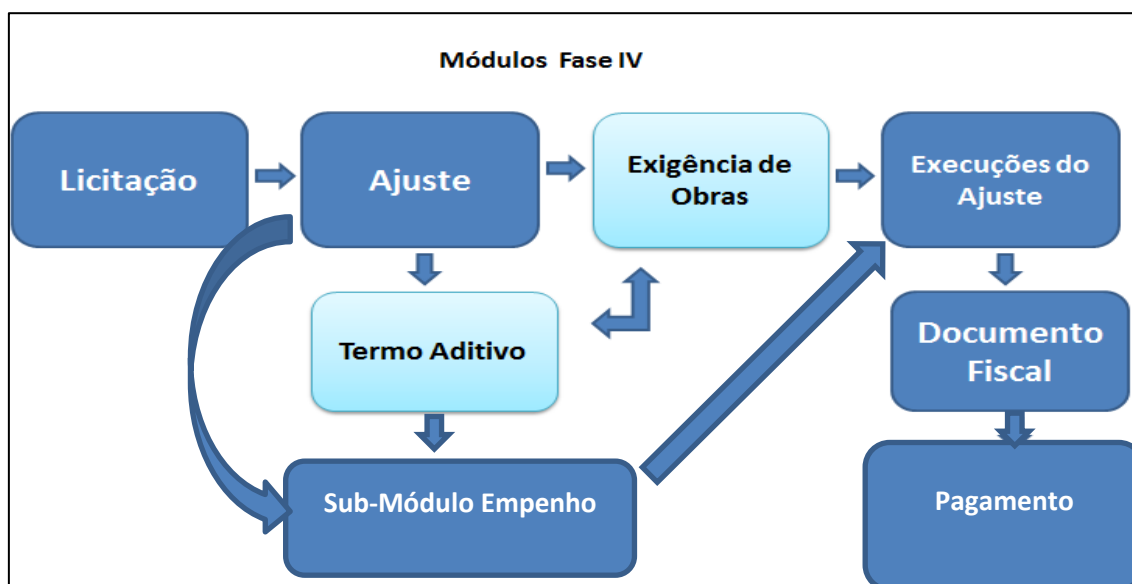 Módulos Fase IV
Licitação
Ajuste
Exigência de
Obras
Execuções do
Ajuste
Termo Aditivo
Documento
Fiscal
Sub-Módulo Empenho
Pagamento